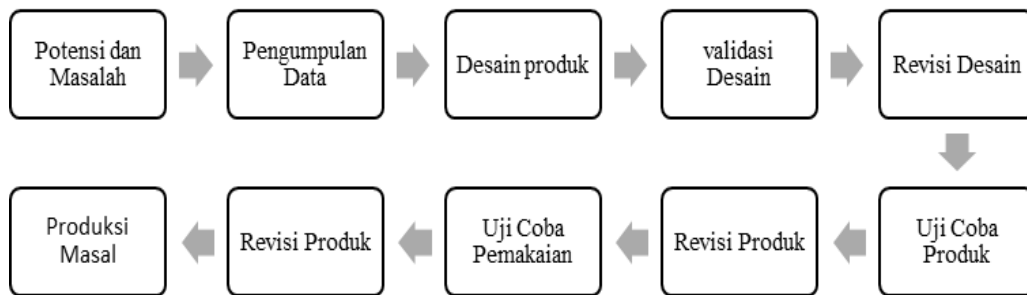 Potensi dan
Masalah
Pengumpulan
Data
Desain produk
validasi
Desain
Revisi Desain
Uji Coba
Produk
Revisi Produk
Uji Coba
Pemakaian
Revisi Produk
Produksi
Masal